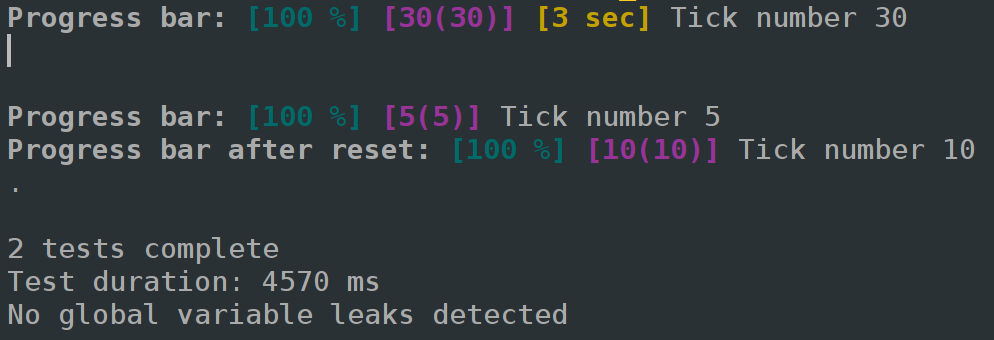 Progress bar: [100 %] [30(30)] [3 sec] Tick number 30
Progress bar: [100 %] [5(5)] Tick number 5
Progress bar after reset: [100 %] [10(10)] Tick number 10
.
2 tests complete
Test duration: 4570 ms
No global variable leaks detected